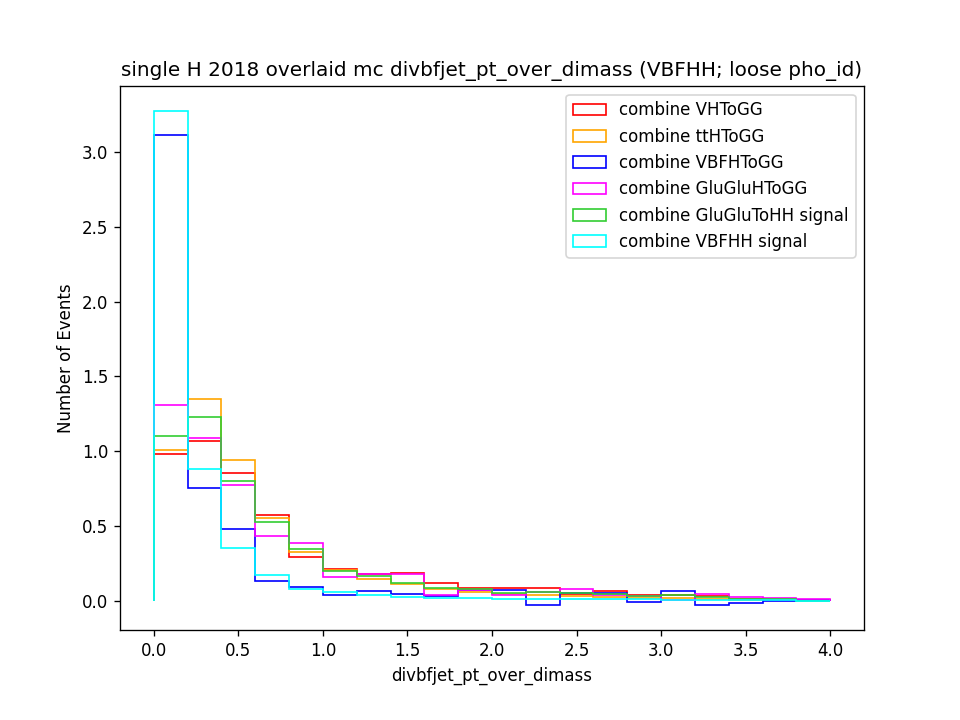 single H 2018 overlaid mc divbfjet_pt_over_dimass (VBFHH; loose pho_id)
combine VHToGG
combine ttHToGG
combine VBFHToGG
combine GluGluHToGG
combine GluGluToHH signal
combine VBFHH signal
Number of Events
3.0
2.5
2.0
1.5
1.0
0.5
0.0
0.0 0.5 1.0 1.5 2.0 2.5 3.0 3.5 4.0
divbfjet_pt_over_dimass